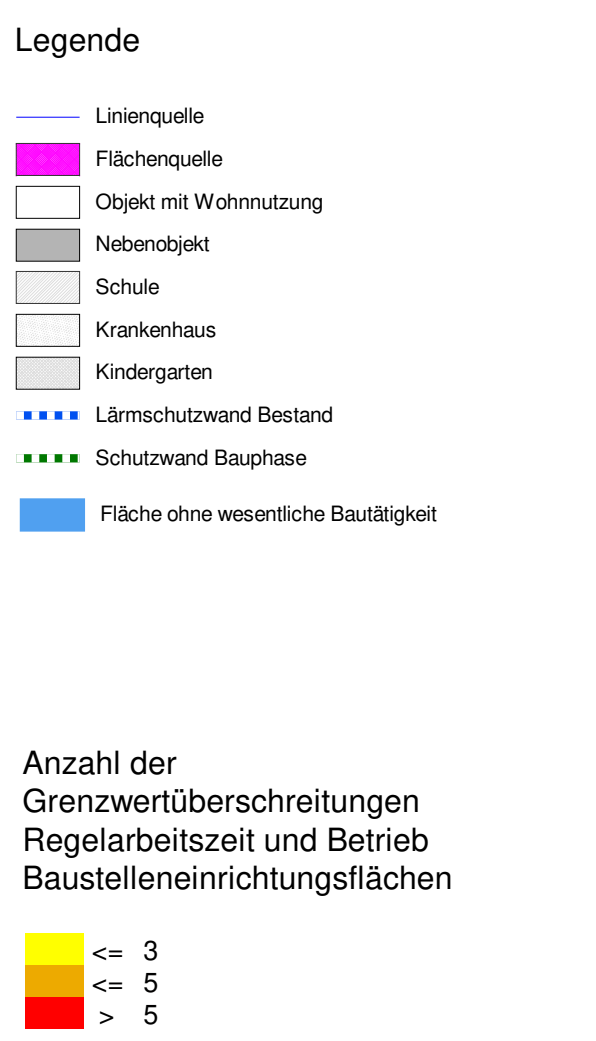 Legende
Linienquelle
Flächenquelle
Objekt mit Wohnnutzung
Nebenobjekt
Schule
Krankenhaus
Kindergarten
Lärmschutzwand Bestand
Schutzwand Bauphase
Fläche ohne wesentliche Bautätigkeit
Anzahl der
Grenzwertüberschreitungen
Regelarbeitszeit und Betrieb
Baustelleneinrichtungsflächen
<= 3
<= 5
> 5